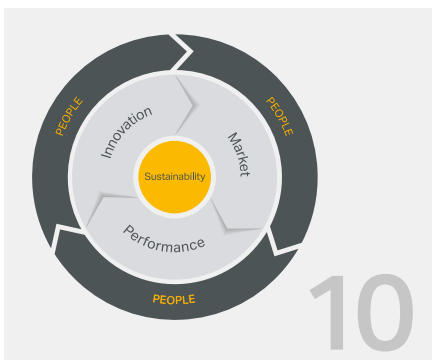 PEOPLE
PEOPLE
Innovation
Market
Sustainability
Performance
PEOPLE
10